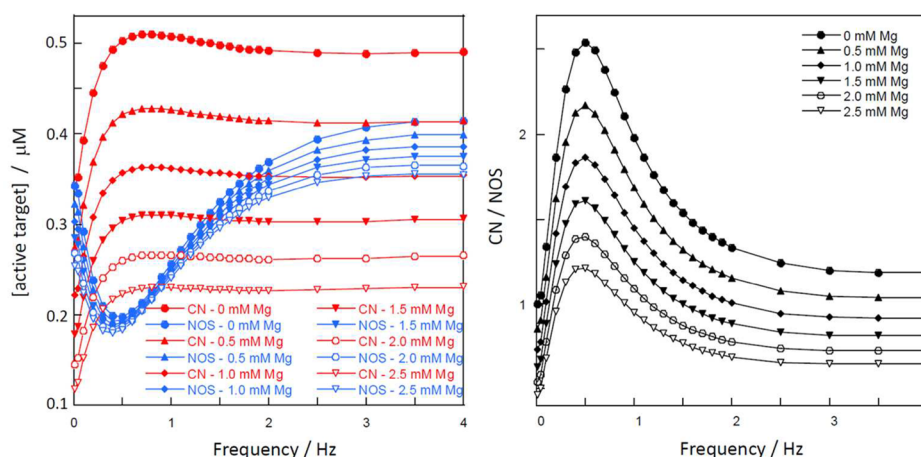 0.5
0.4
0.3
0.2
0.1
[active target] / μM
CN - 0 mM Mg
NOS - 0 mM Mg
CN - 0.5 mM Mg
NOS - 0.5 mM Mg
CN - 1.0 mM Mg
NOS - 1.0 mM Mg
CN - 1.5 mM Mg
NOS - 1.5 mM Mg
CN - 2.0 mM Mg
NOS - 2.0 mM Mg
CN - 2.5 mM Mg
NOS - 2.5 mM Mg
0 1 2 3 4
Frequency / Hz
2
1
CN / NOS
0 mM Mg
0.5 mM Mg
1.0 mM Mg
1.5 mM Mg
2.0 mM Mg
2.5 mM Mg
0 1 2 3
Frequency / Hz